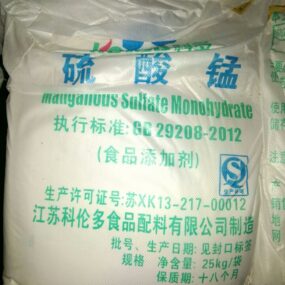 硫酸锰
Manganous Sulfate Monohydrate
执行标准:GB 29208-2012
(食品添加剂)
生产许可证号:苏XK13-217-00012
江苏科伦多食品配料有限公司制造
批号、生产日期:见封口标签
规格 净含量:25kg/袋
保质期:十八个月